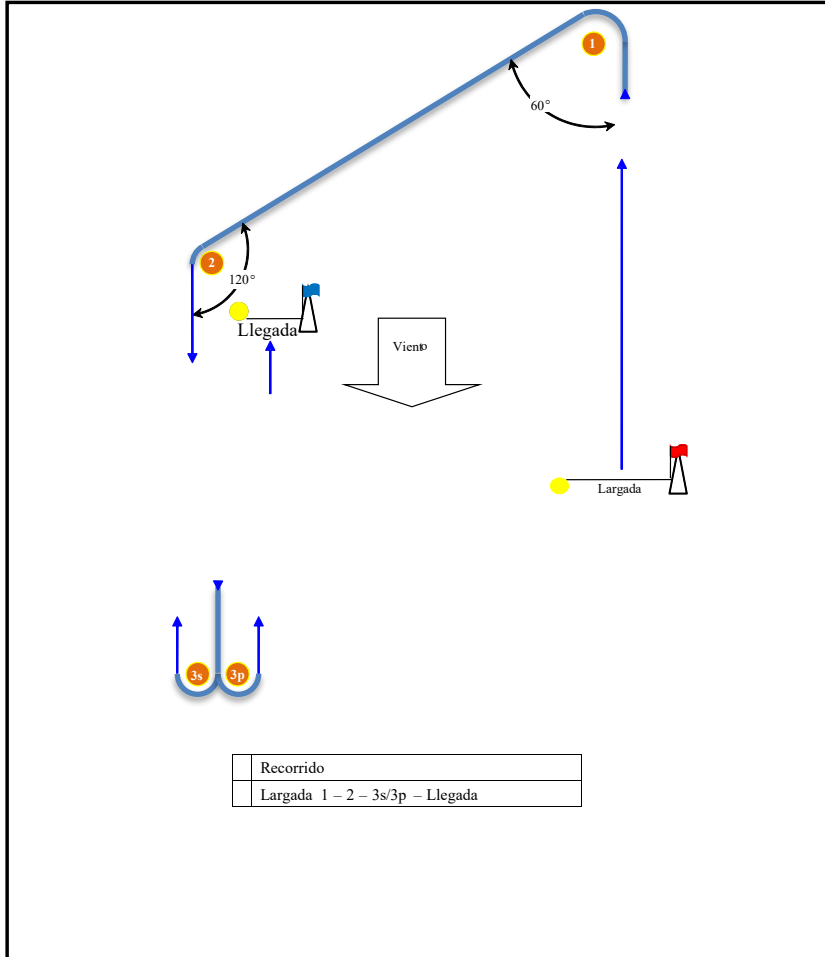 1
60°
2
120°
Llegada
Viento
Largada
3s
3p
Recorrido
Largada 1 – 2 – 3s/3p – Llegada